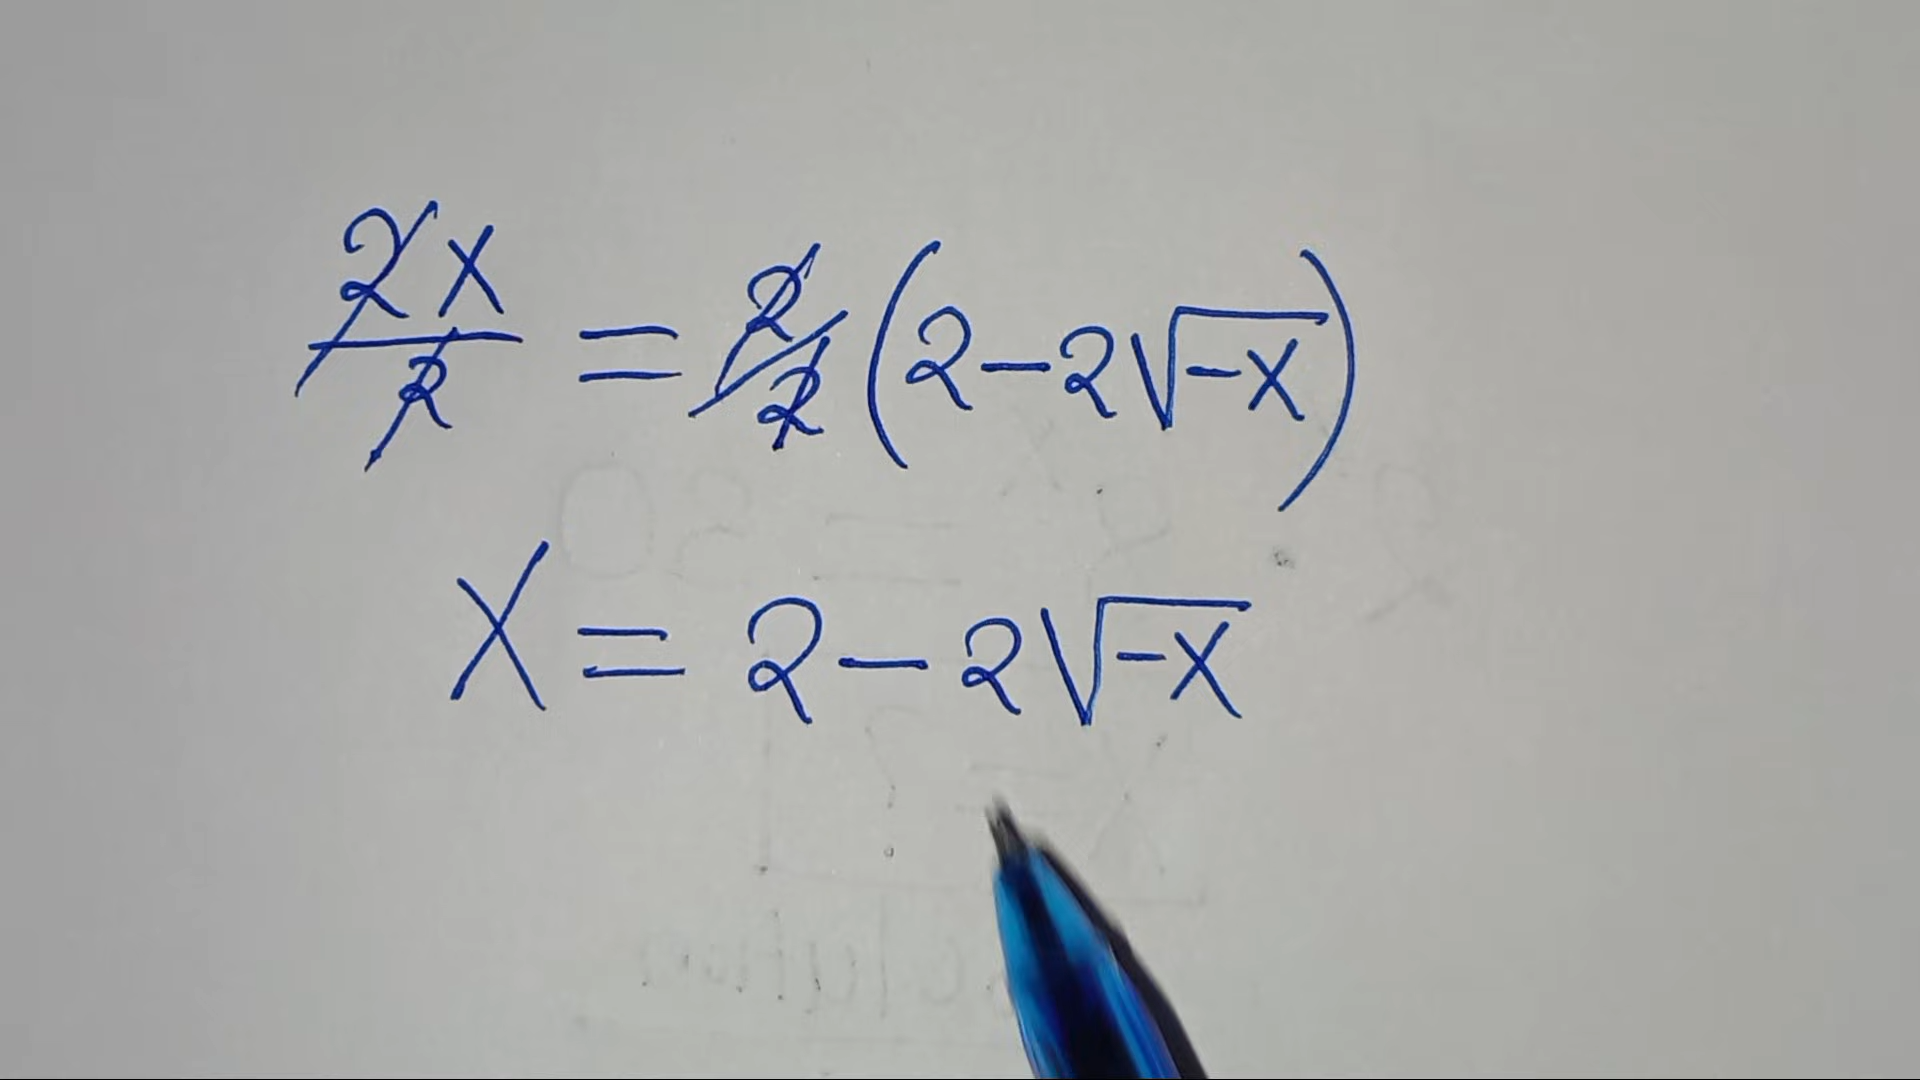 2x/2 = 2/2 (2-2√-x)
x = 2-2√-x